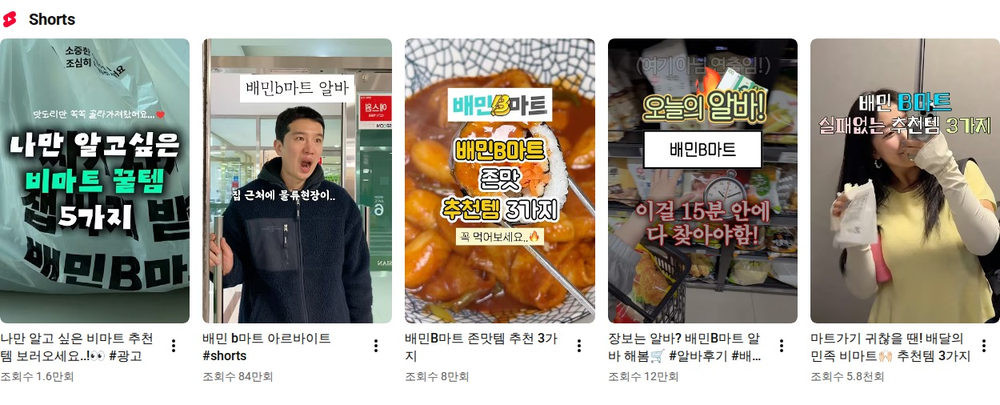 Shorts
소중한
조심히
맛도리만 쏙쏙 골라가져왔어요...
나만 알고싶은
비마트 꿀템
5가지
배민B마
나만 알고 싶은 비마트 추천
템 보러오세요..!👀 #광고
조회수 1.6만회
배민b마트 알바
집 근처에 물류현장이..
배민 b마트 아르바이트
#shorts
조회수 84만회
배민B마트
배민B마트
존맛
추천템 3가지
꼭 먹어보세요..🔥
배민B마트 존맛템 추천 3가
지
조회수 8만회
(여기 아님 연출임!)
오늘의 알바!
배민B마트
이걸 15분 안에
다 찾아야함!
장보는 알바? 배민B마트 알
바 해봄🛒 #알바후기 #배...
조회수 12만회
배민 B마트
실패없는 추천템 3가지
마트가기 귀찮을 땐! 배달의
민족 비마트🙌🏻 추천템 3가지
조회수 5.8천회